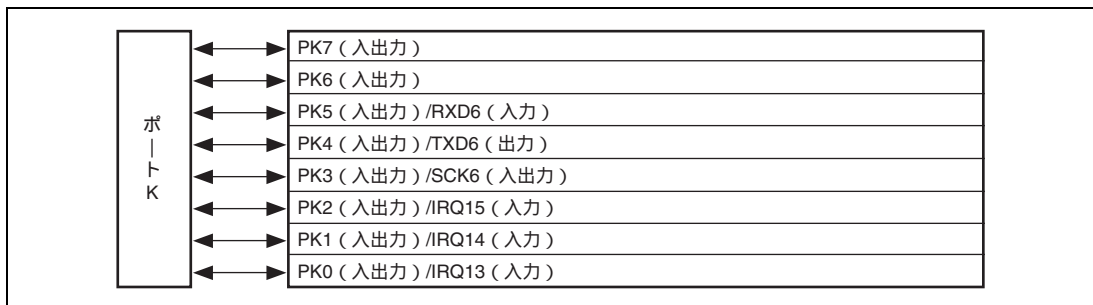 ポートK
PK7（入出力）
PK6（入出力）
PK5（入出力）/RXD6（入力）
PK4（入出力）/TXD6（出力）
PK3（入出力）/SCK6（入出力）
PK2（入出力）/IRQ15（入力）
PK1（入出力）/IRQ14（入力）
PK0（入出力）/IRQ13（入力）